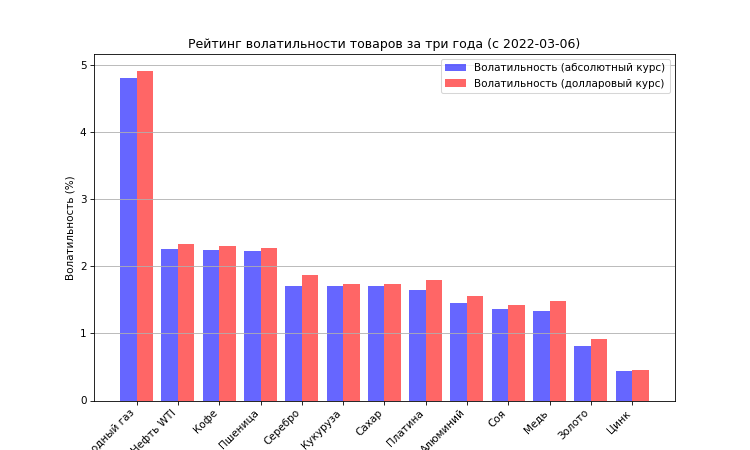 Рейтинг волатильности товаров за три года (с 2022-03-06)
Волатильность (абсолютный курс)
Волатильность (долларовый курс)
Волатильность (%)
5
4
3
2
1
0
газ
Нефть WTI
Кофе
Пшеница
Серебро
Кукуруза
Сахар
Платина
Алюминий
Соя
Медь
Золото
Цинк